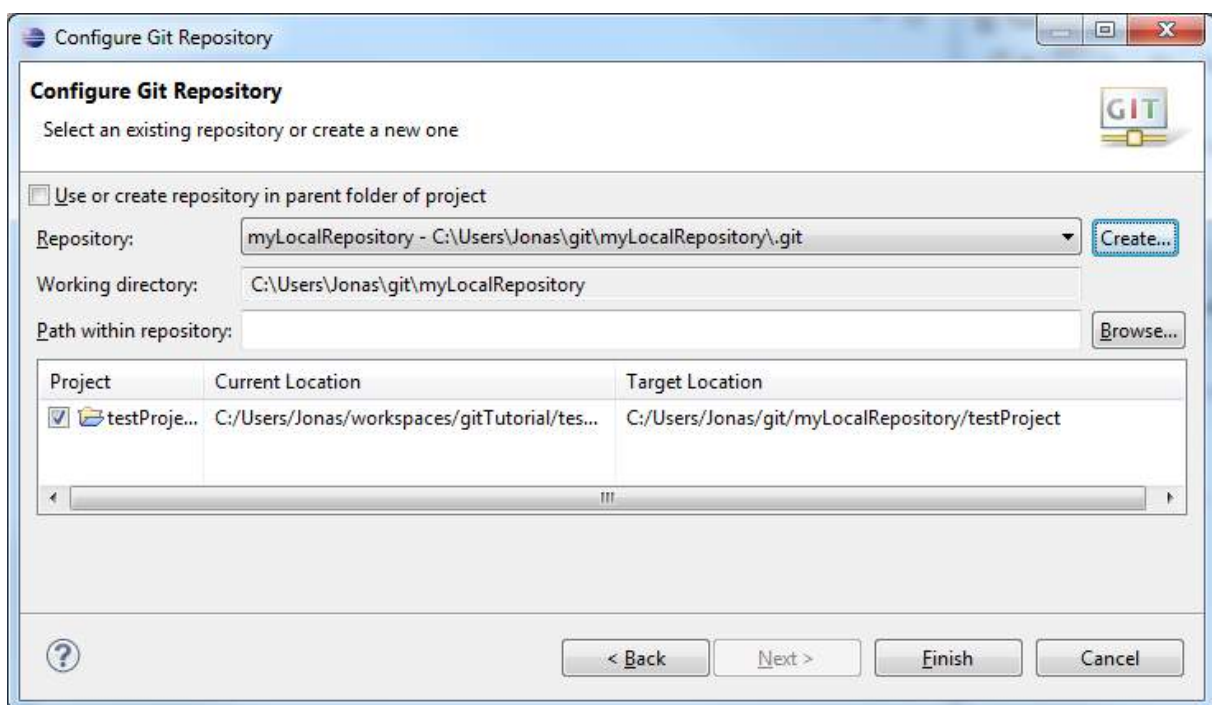 Configure Git Repository
Configure Git Repository
GIT
Select an existing repository or create a new one
Use or create repository in parent folder of project
Repository: myLocalRepository - C:\Users\Jonas\git\myLocalRepository\.git Create...
Working directory: C:\Users\Jonas\git\myLocalRepository
Path within repository: Browse...
Project Current Location Target Location
testProje... C:/Users/Jonas/workspaces/gitTutorial/tes... C:/Users/Jonas/git/myLocalRepository/testProject
? < Back Next > Finish Cancel